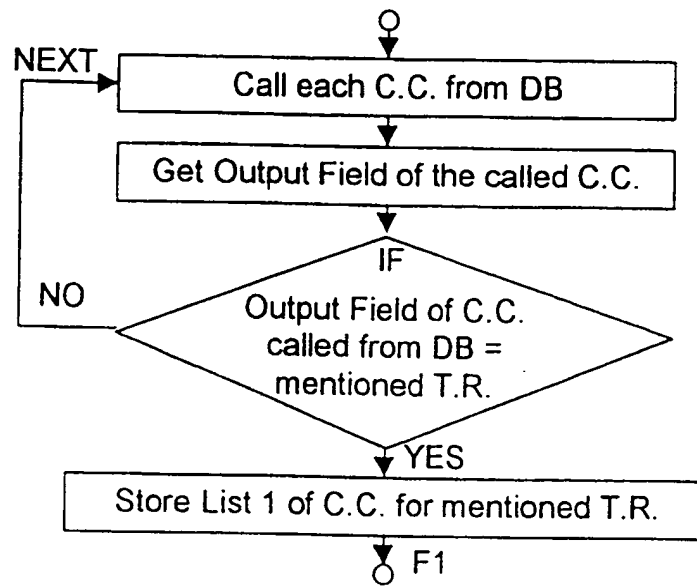 NEXT
Call each C.C. from DB
Get Output Field of the called C.C.
IF
NO
Output Field of C.C.
called from DB =
mentioned T.R.
YES
Store List 1 of C.C. for mentioned T.R.
F1